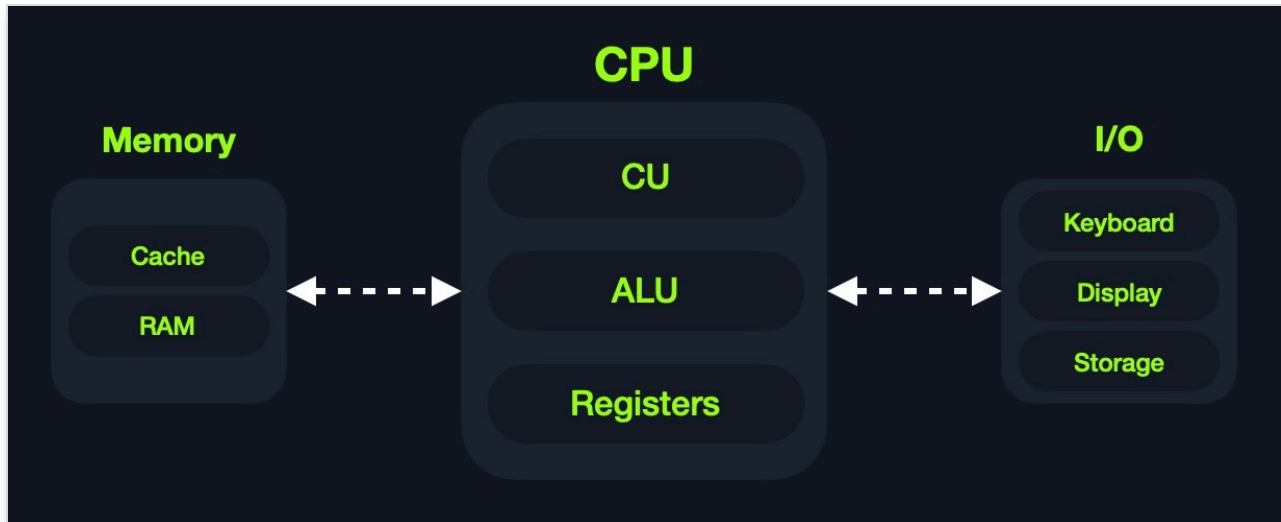 CPU
Memory
Cache
RAM
CU
ALU
Registers
I/O
Keyboard
Display
Storage